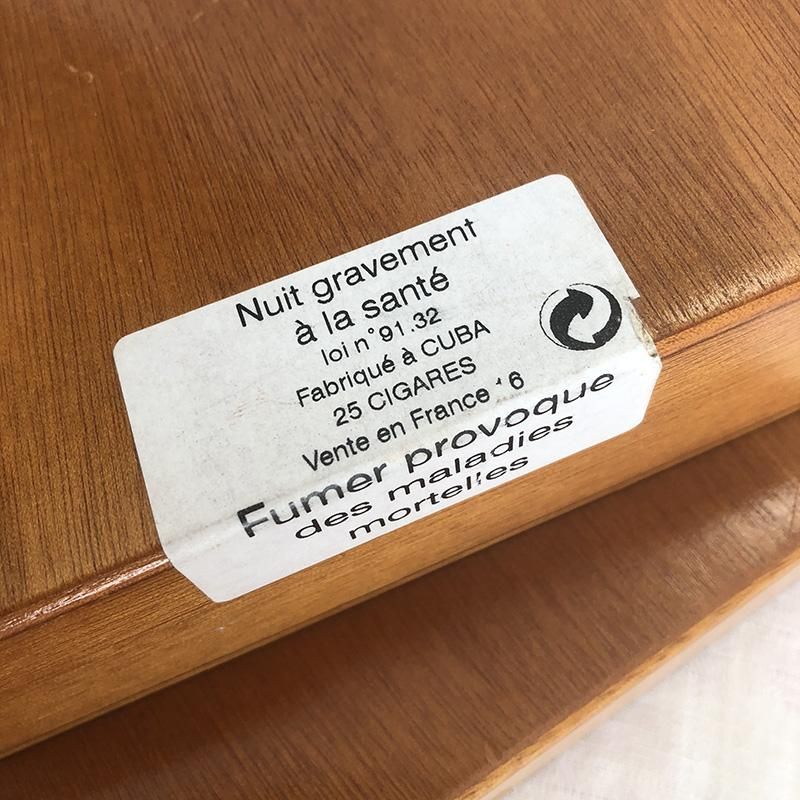 Nuit gravement
à la santé
loi n°91.32
Fabriqué à CUBA
25 CIGARES
Vente en France 6
Fumer provoque
des maladies
mortelles